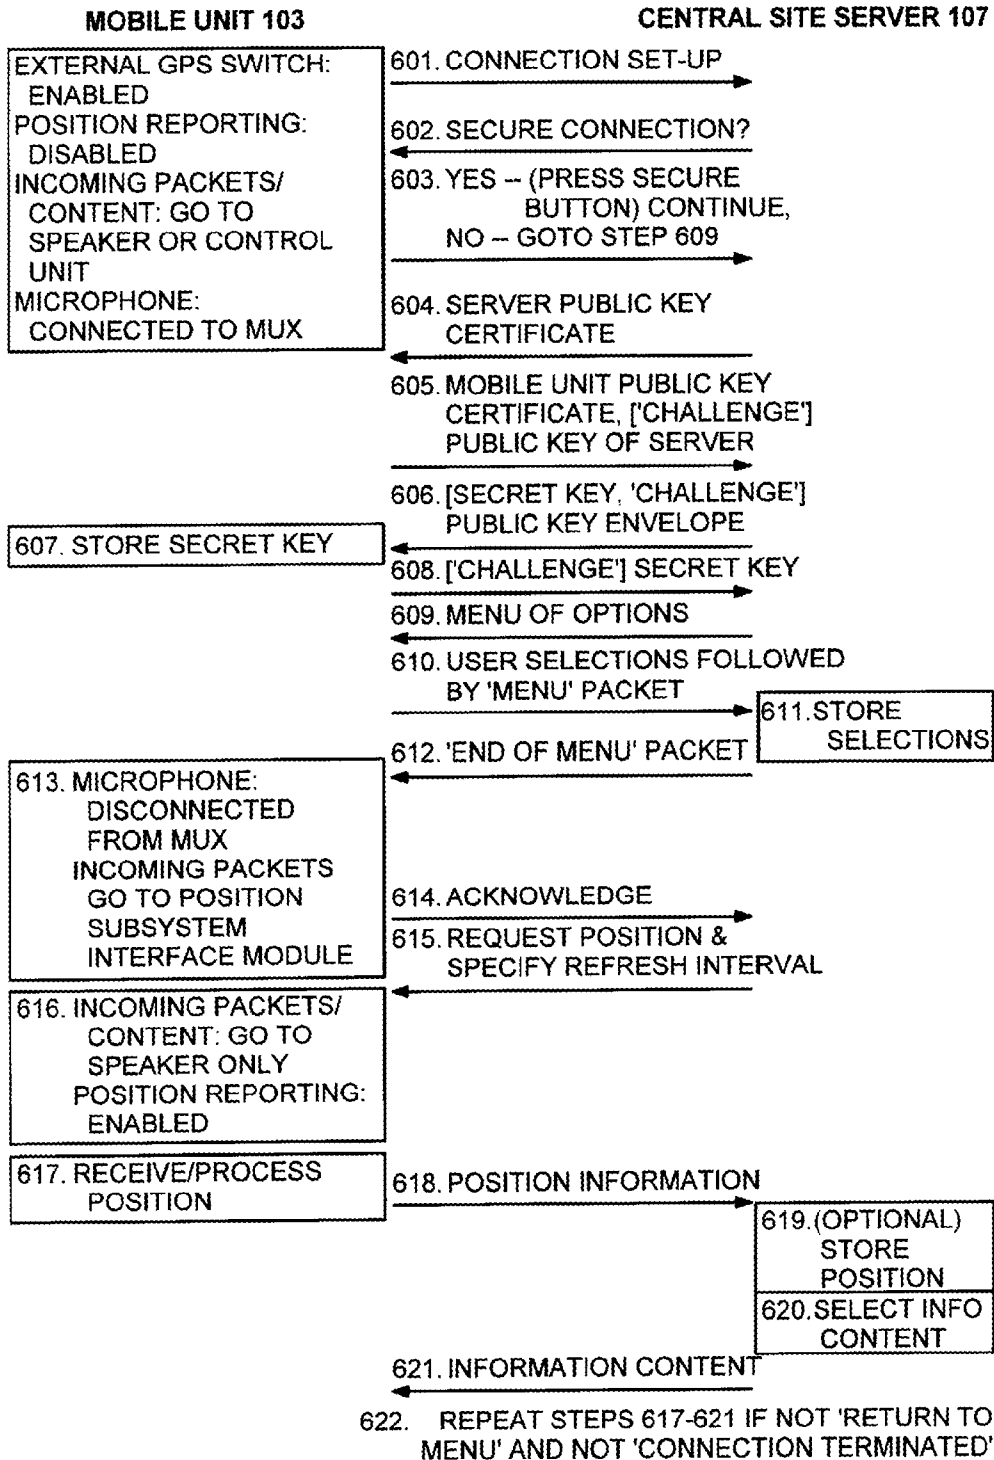 MOBILE UNIT 103
CENTRAL SITE SERVER 107
EXTERNAL GPS SWITCH:
ENABLED
POSITION REPORTING:
DISABLED
INCOMING PACKETS/
CONTENT: GO TO
SPEAKER OR CONTROL
UNIT
MICROPHONE:
CONNECTED TO MUX
601. CONNECTION SET-UP
602. SECURE CONNECTION?
603. YES -- (PRESS SECURE
BUTTON) CONTINUE,
NO -- GOTO STEP 609
604. SERVER PUBLIC KEY
CERTIFICATE
605. MOBILE UNIT PUBLIC KEY
CERTIFICATE, ['CHALLENGE']
PUBLIC KEY OF SERVER
606. [SECRET KEY, 'CHALLENGE']
PUBLIC KEY ENVELOPE
607. STORE SECRET KEY
608. ['CHALLENGE'] SECRET KEY
609. MENU OF OPTIONS
610. USER SELECTIONS FOLLOWED
BY 'MENU' PACKET
611. STORE
SELECTIONS
612. 'END OF MENU' PACKET
613. MICROPHONE:
DISCONNECTED
FROM MUX
INCOMING PACKETS
GO TO POSITION
SUBSYSTEM
INTERFACE MODULE
614. ACKNOWLEDGE
615. REQUEST POSITION &
SPECIFY REFRESH INTERVAL
616. INCOMING PACKETS/
CONTENT: GO TO
SPEAKER ONLY
POSITION REPORTING:
ENABLED
617. RECEIVE/PROCESS
POSITION
618. POSITION INFORMATION
619. (OPTIONAL)
STORE
POSITION
620. SELECT INFO
CONTENT
621. INFORMATION CONTENT
622. REPEAT STEPS 617-621 IF NOT 'RETURN TO
MENU' AND NOT 'CONNECTION TERMINATED'